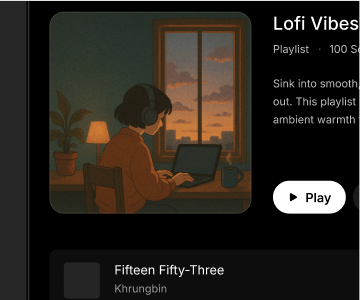 Lofi Vibes
Playlist · 100
Sink into smooth,
out. This playlist
ambient warmth
Play
Fifteen Fifty-Three
Khrungbin